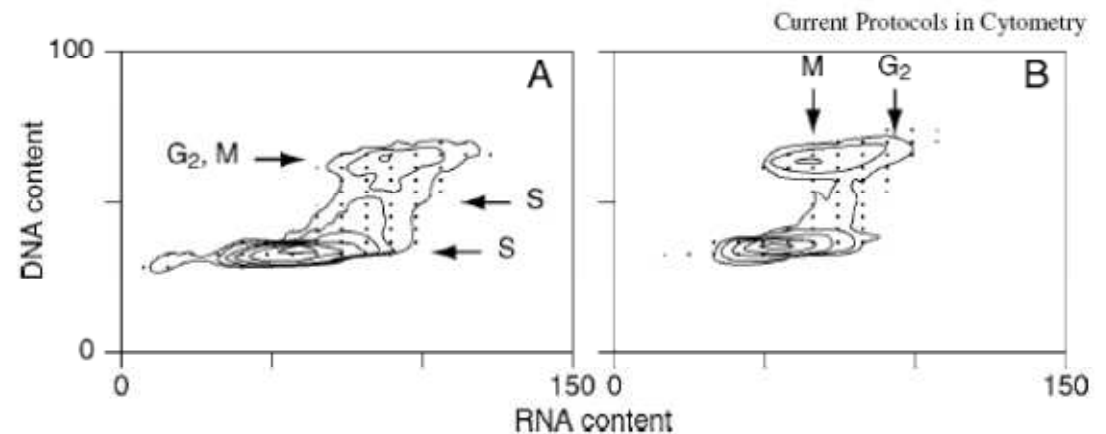 Current Protocols in Cytometry
100
A
M
G2
B
G2, M
S
S
DNA content
0
0
150
0
150
RNA content